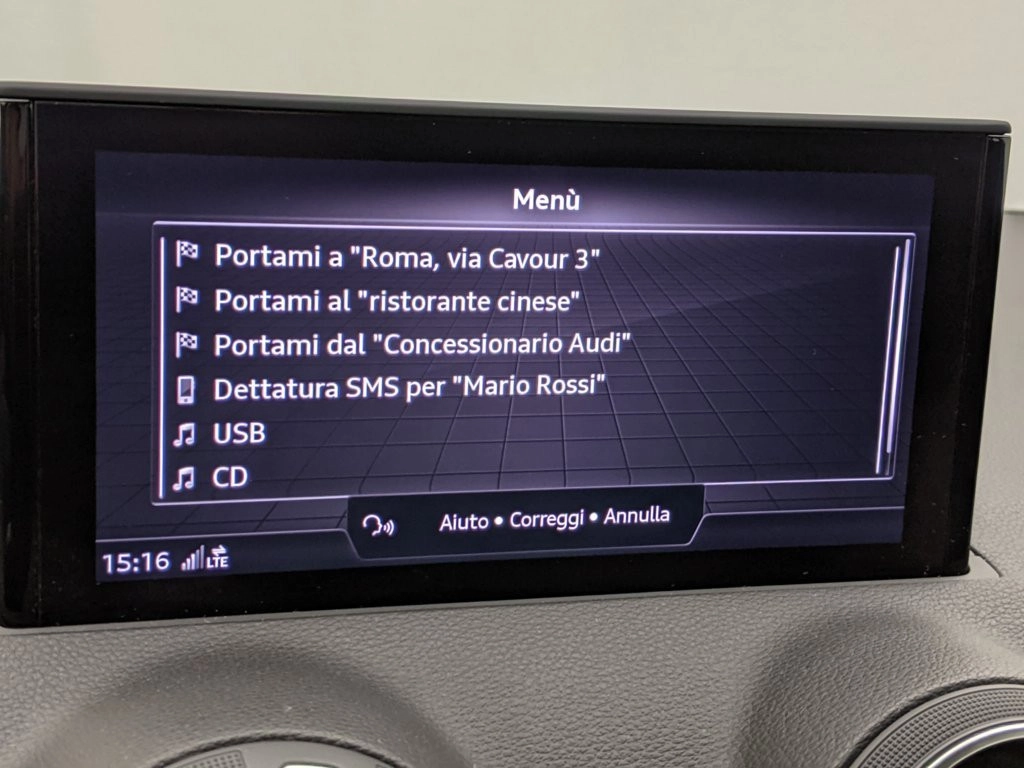 Menù
Portami a "Roma, via Cavour 3"
Portami al "ristorante cinese"
Portami dal "Concessionario Audi"
Dettatura SMS per "Mario Rossi"
USB
CD
Aiuto • Correggi • Annulla
15:16 LTE